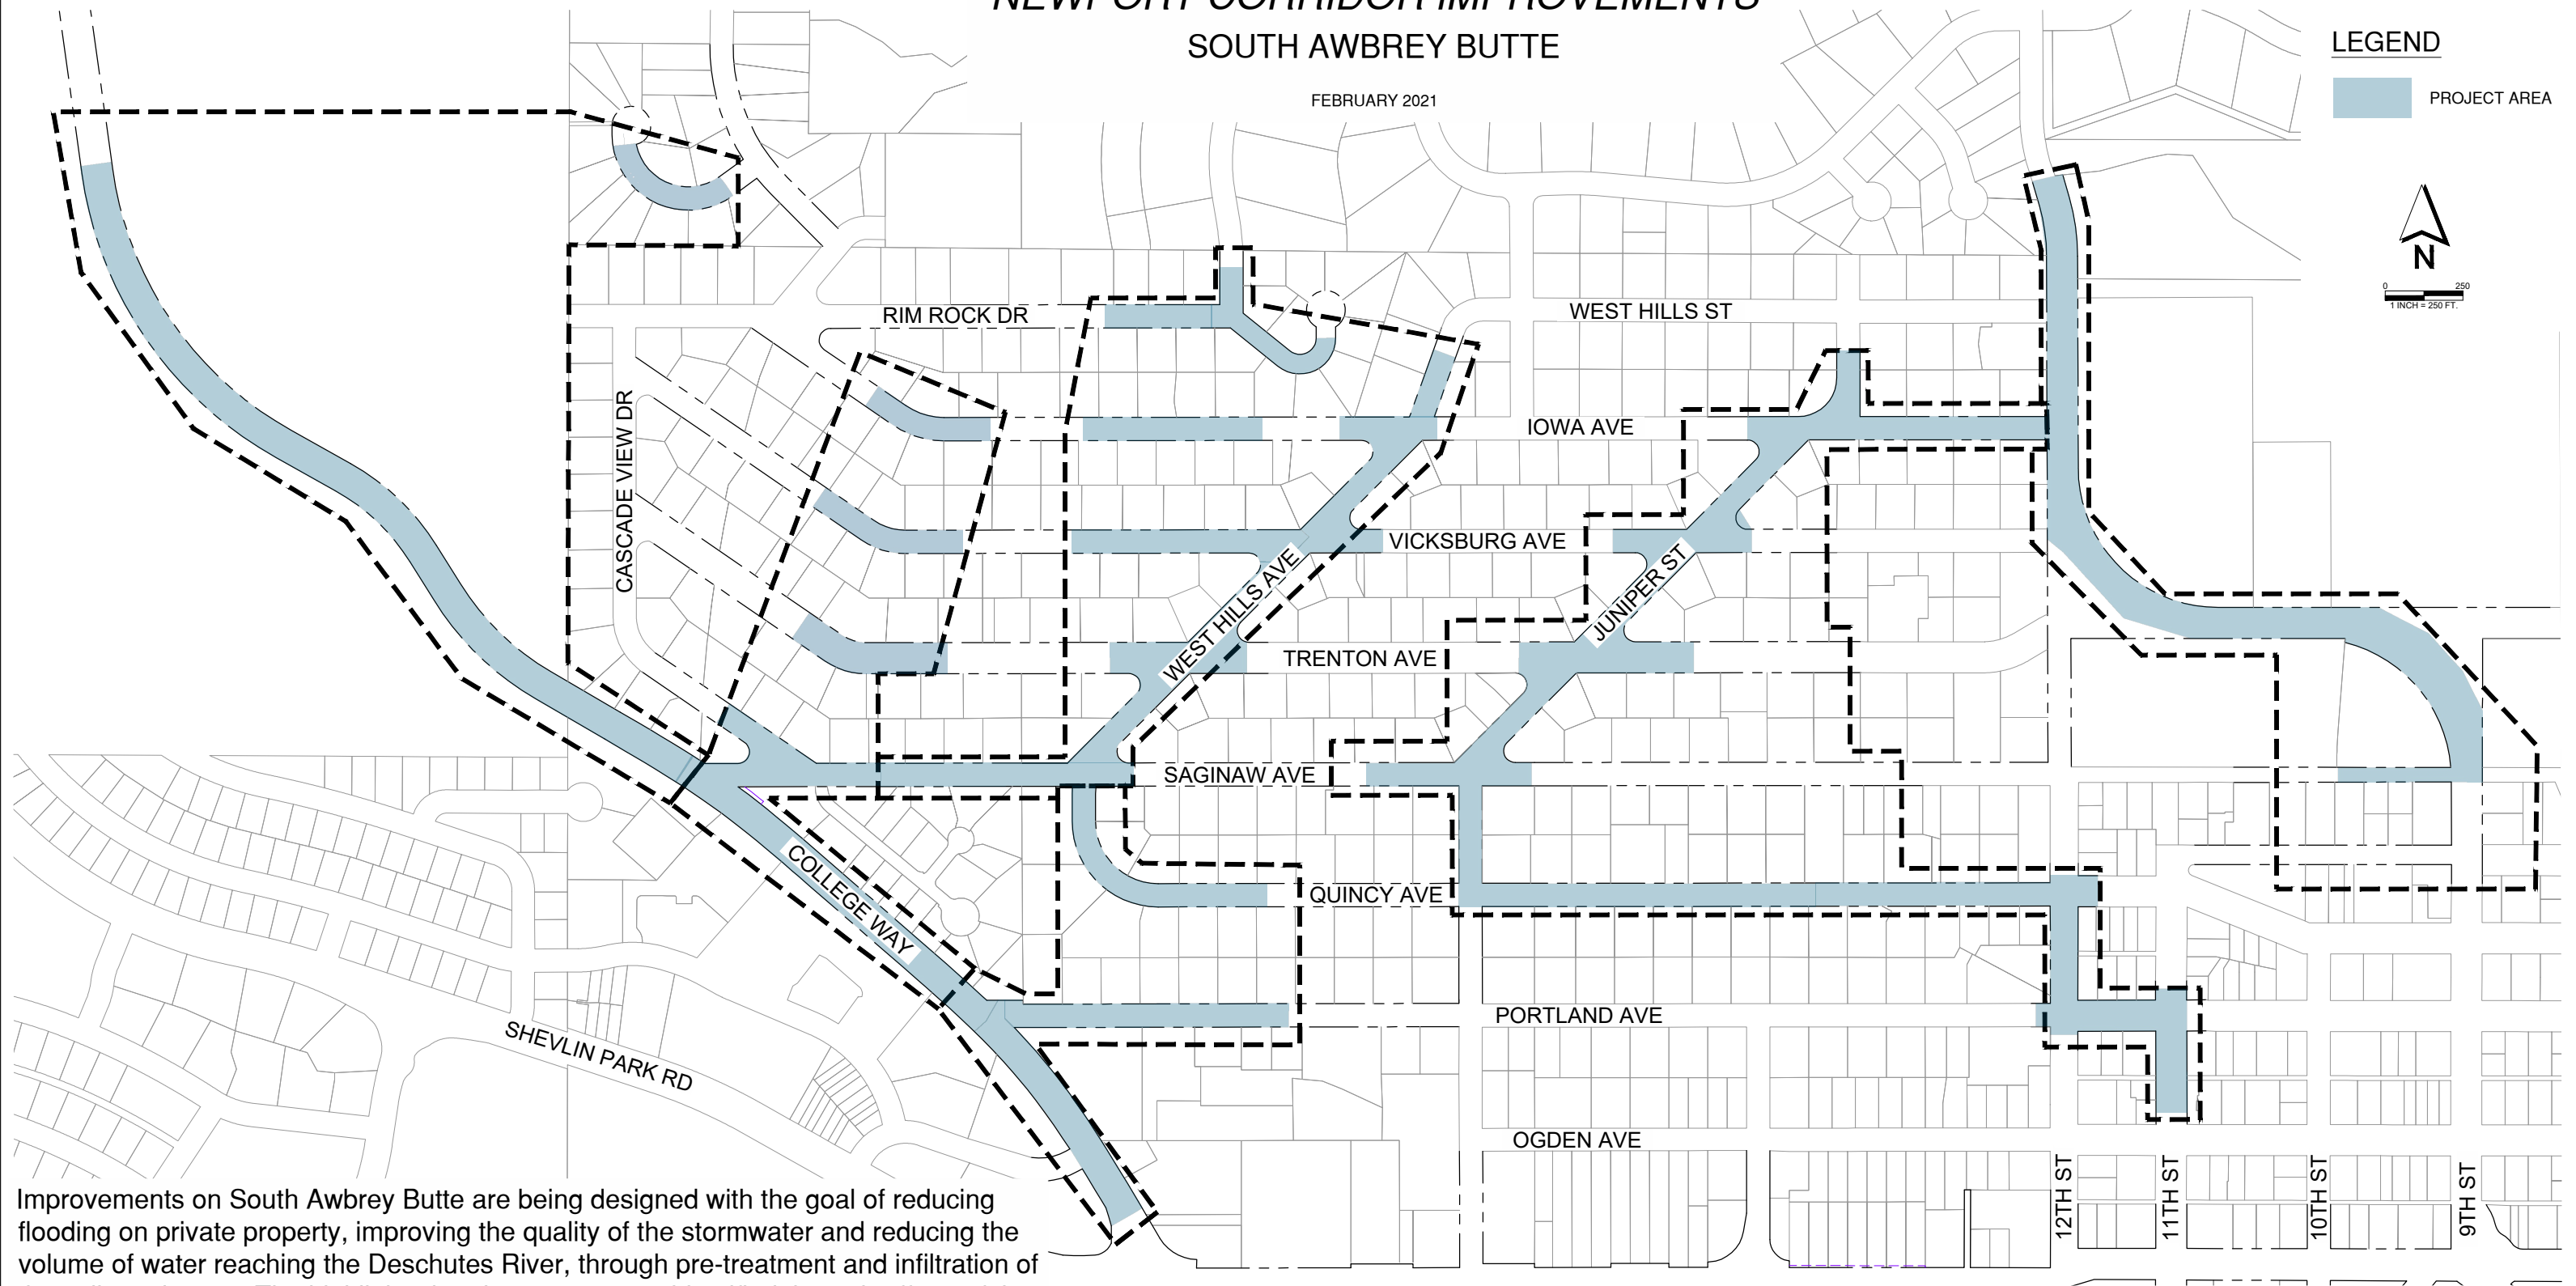 NEWPORT CORRIDOR IMPROVEMENTS
SOUTH AWBREY BUTTE
FEBRUARY 2021
LEGEND
PROJECT AREA
N
0 250
1 INCH = 250 FT.
RIM ROCK DR
WEST HILLS ST
CASCADE VIEW DR
IOWA AVE
VICKSBURG AVE
WEST HILLS AVE
JUNIPER ST
TRENTON AVE
SAGINAW AVE
COLLEGE WAY
QUINCY AVE
PORTLAND AVE
SHEVLIN PARK RD
OGDEN AVE
12TH ST
11TH ST
10TH ST
9TH ST
Improvements on South Awbrey Butte are being designed with the goal of reducing
flooding on private property, improving the quality of the stormwater and reducing the
volume of water reaching the Deschutes River, through pre-treatment and infiltration of